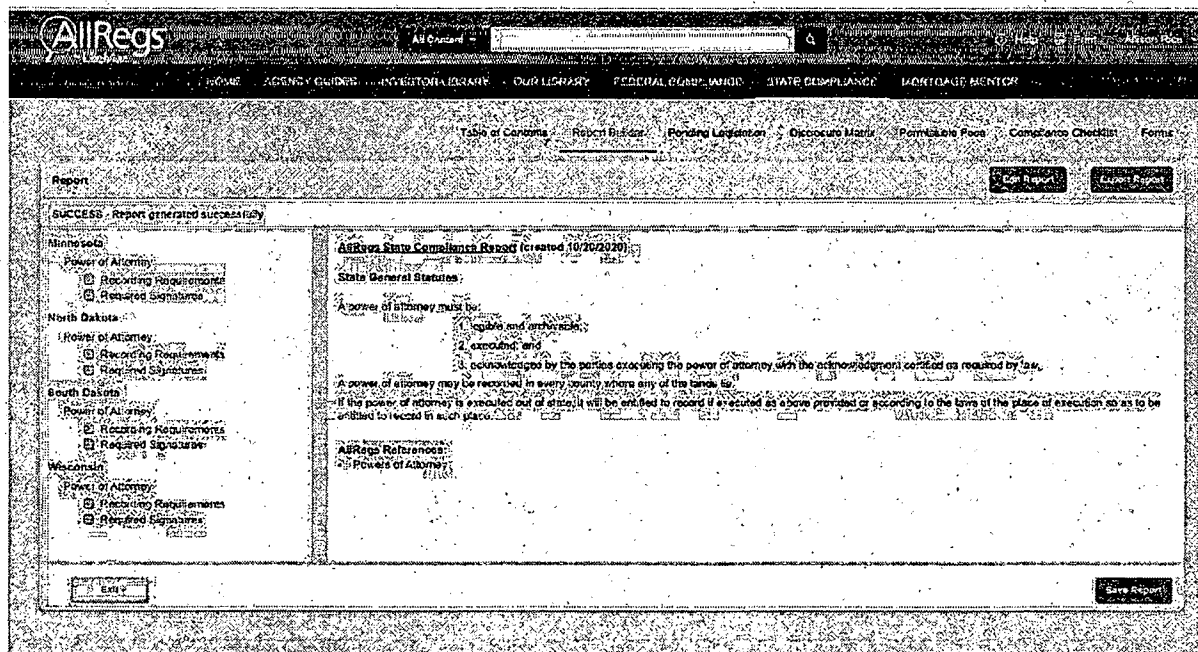 AllRegs
All Content
Help Print Allison Rico
HOME AGENCY GUIDES INVESTOR LIBRARY OUR LIBRARY FEDERAL COMPLIANCE STATE COMPLIANCE MORTGAGE MENTOR
Table of Contents Report Builder Pending Legislation Disclosure Matrix Permissible Fees Compliance Checklist Forms
Report
Edit Report Export Report
SUCCESS - Report generated successfully
Minnesota
Power of Attorney
Recording Requirements
Required Signatures
North Dakota
Power of Attorney
Recording Requirements
Required Signatures
South Dakota
Power of Attorney
Recording Requirements
Required Signatures
Wisconsin
Power of Attorney
Recording Requirements
Required Signatures
AllRegs State Compliance Report (created 10/20/2020)
State General Statutes
A power of attorney must be:
1. legible and archivable;
2. executed; and
3. acknowledged by the parties executing the power of attorney with the acknowledgment certified as required by law.
A power of attorney may be recorded in every county where any of the lands lie.
If the power of attorney is executed out of state, it will be entitled to record if executed as above provided or according to the laws of the place of execution so as to be
entitled to record in such place.
AllRegs References:
Powers of Attorney
Exit
Save Report